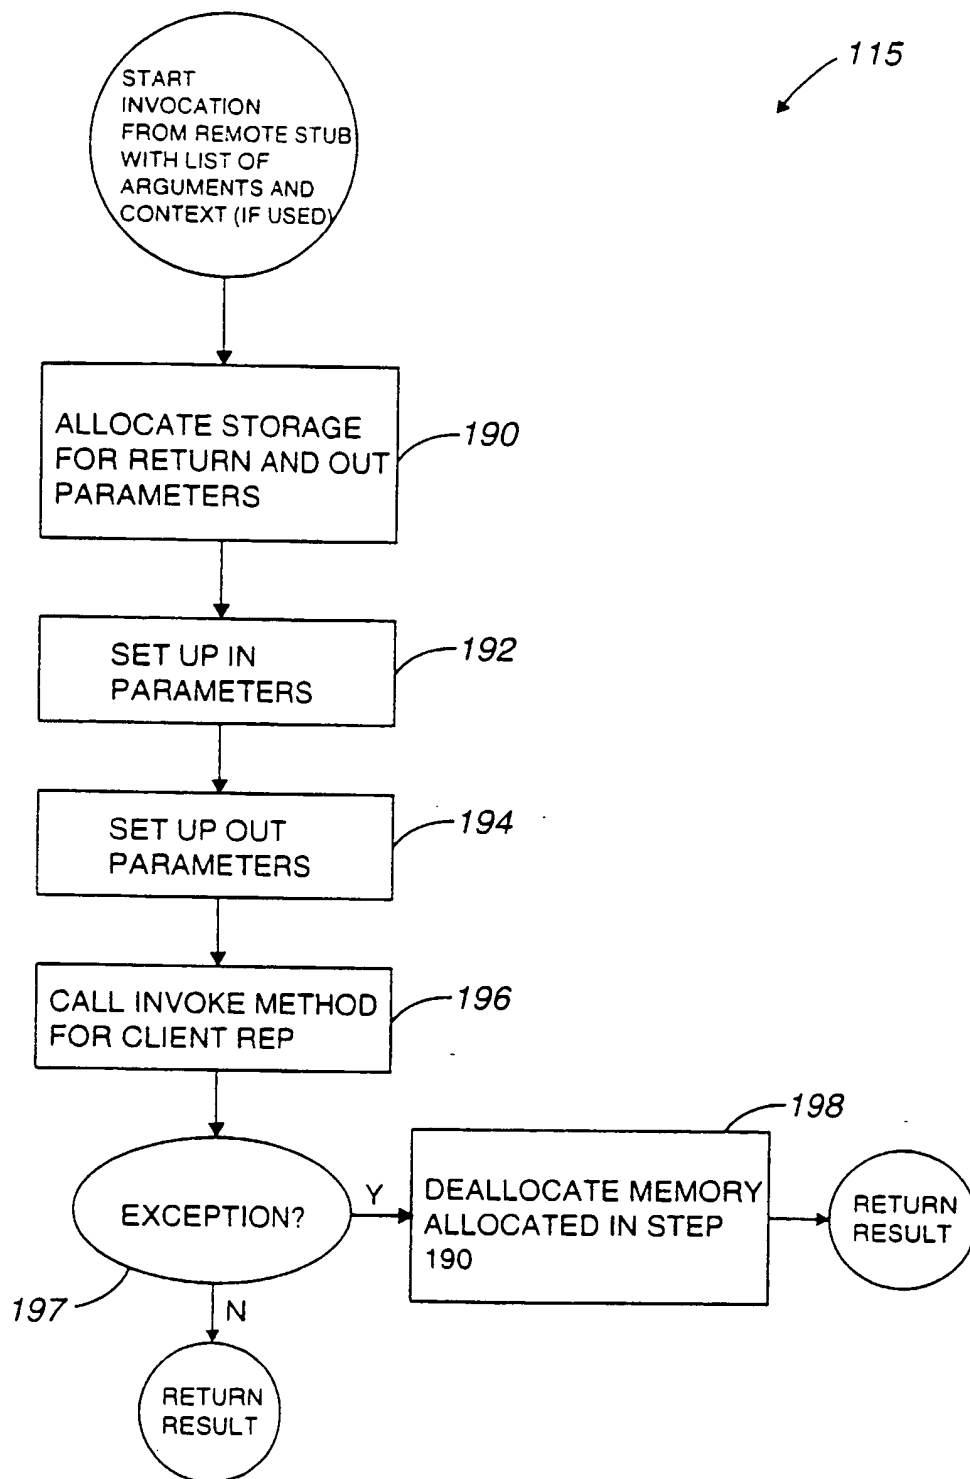 115
START
INVOCATION
FROM REMOTE STUB
WITH LIST OF
ARGUMENTS AND
CONTEXT (IF USED)
ALLOCATE STORAGE
FOR RETURN AND OUT
PARAMETERS
190
SET UP IN
PARAMETERS
192
SET UP OUT
PARAMETERS
194
CALL INVOKE METHOD
FOR CLIENT REP
196
EXCEPTION?
197
Y
N
DEALLOCATE MEMORY
ALLOCATED IN STEP
190
198
RETURN
RESULT
RETURN
RESULT